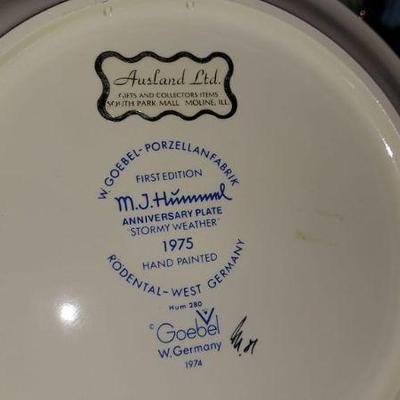 Ausland Ltd.
GIFTS AND COLLECTORS ITEMS
SOUTH PARK MALL MOLINE, ILL.
W. GOEBEL-PORZELLANFABRIK
FIRST EDITION
M.J. Hümmel
ANNIVERSARY PLATE
"STORMY WEATHER"
1975
HAND PAINTED
RÖDENTAL-WEST GERMANY
Hum 280
© Goebel
W. Germany
1974